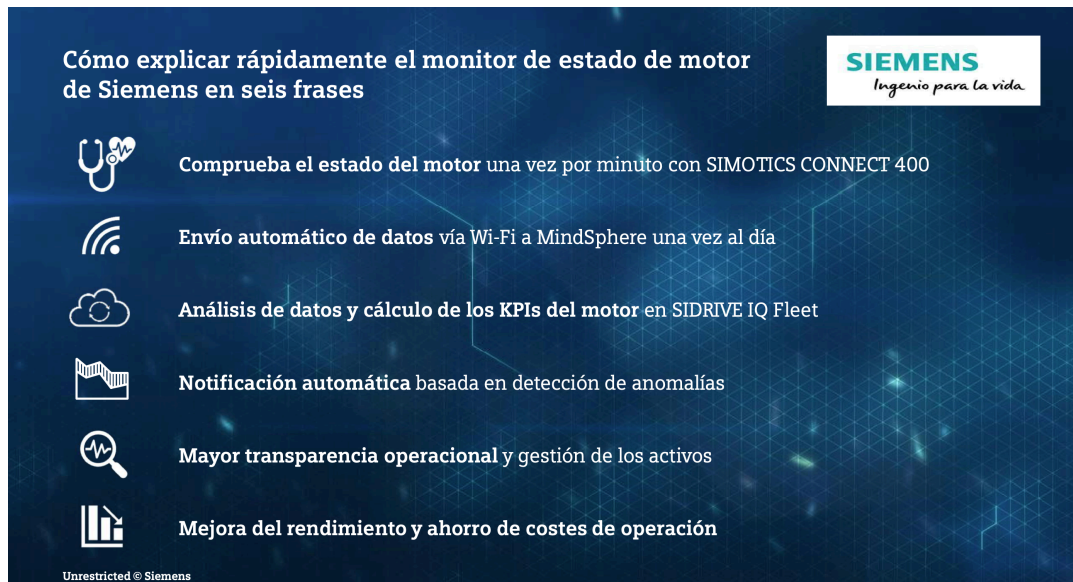 Cómo explicar rápidamente el monitor de estado de motor
de Siemens en seis frases
SIEMENS
Ingenio para la vida
Comprueba el estado del motor una vez por minuto con SIMOTICS CONNECT 400
Envío automático de datos vía Wi-Fi a MindSphere una vez al día
Análisis de datos y cálculo de los KPIs del motor en SIDRIVE IQ Fleet
Notificación automática basada en detección de anomalías
Mayor transparencia operacional y gestión de los activos
Mejora del rendimiento y ahorro de costes de operación
Unrestricted © Siemens